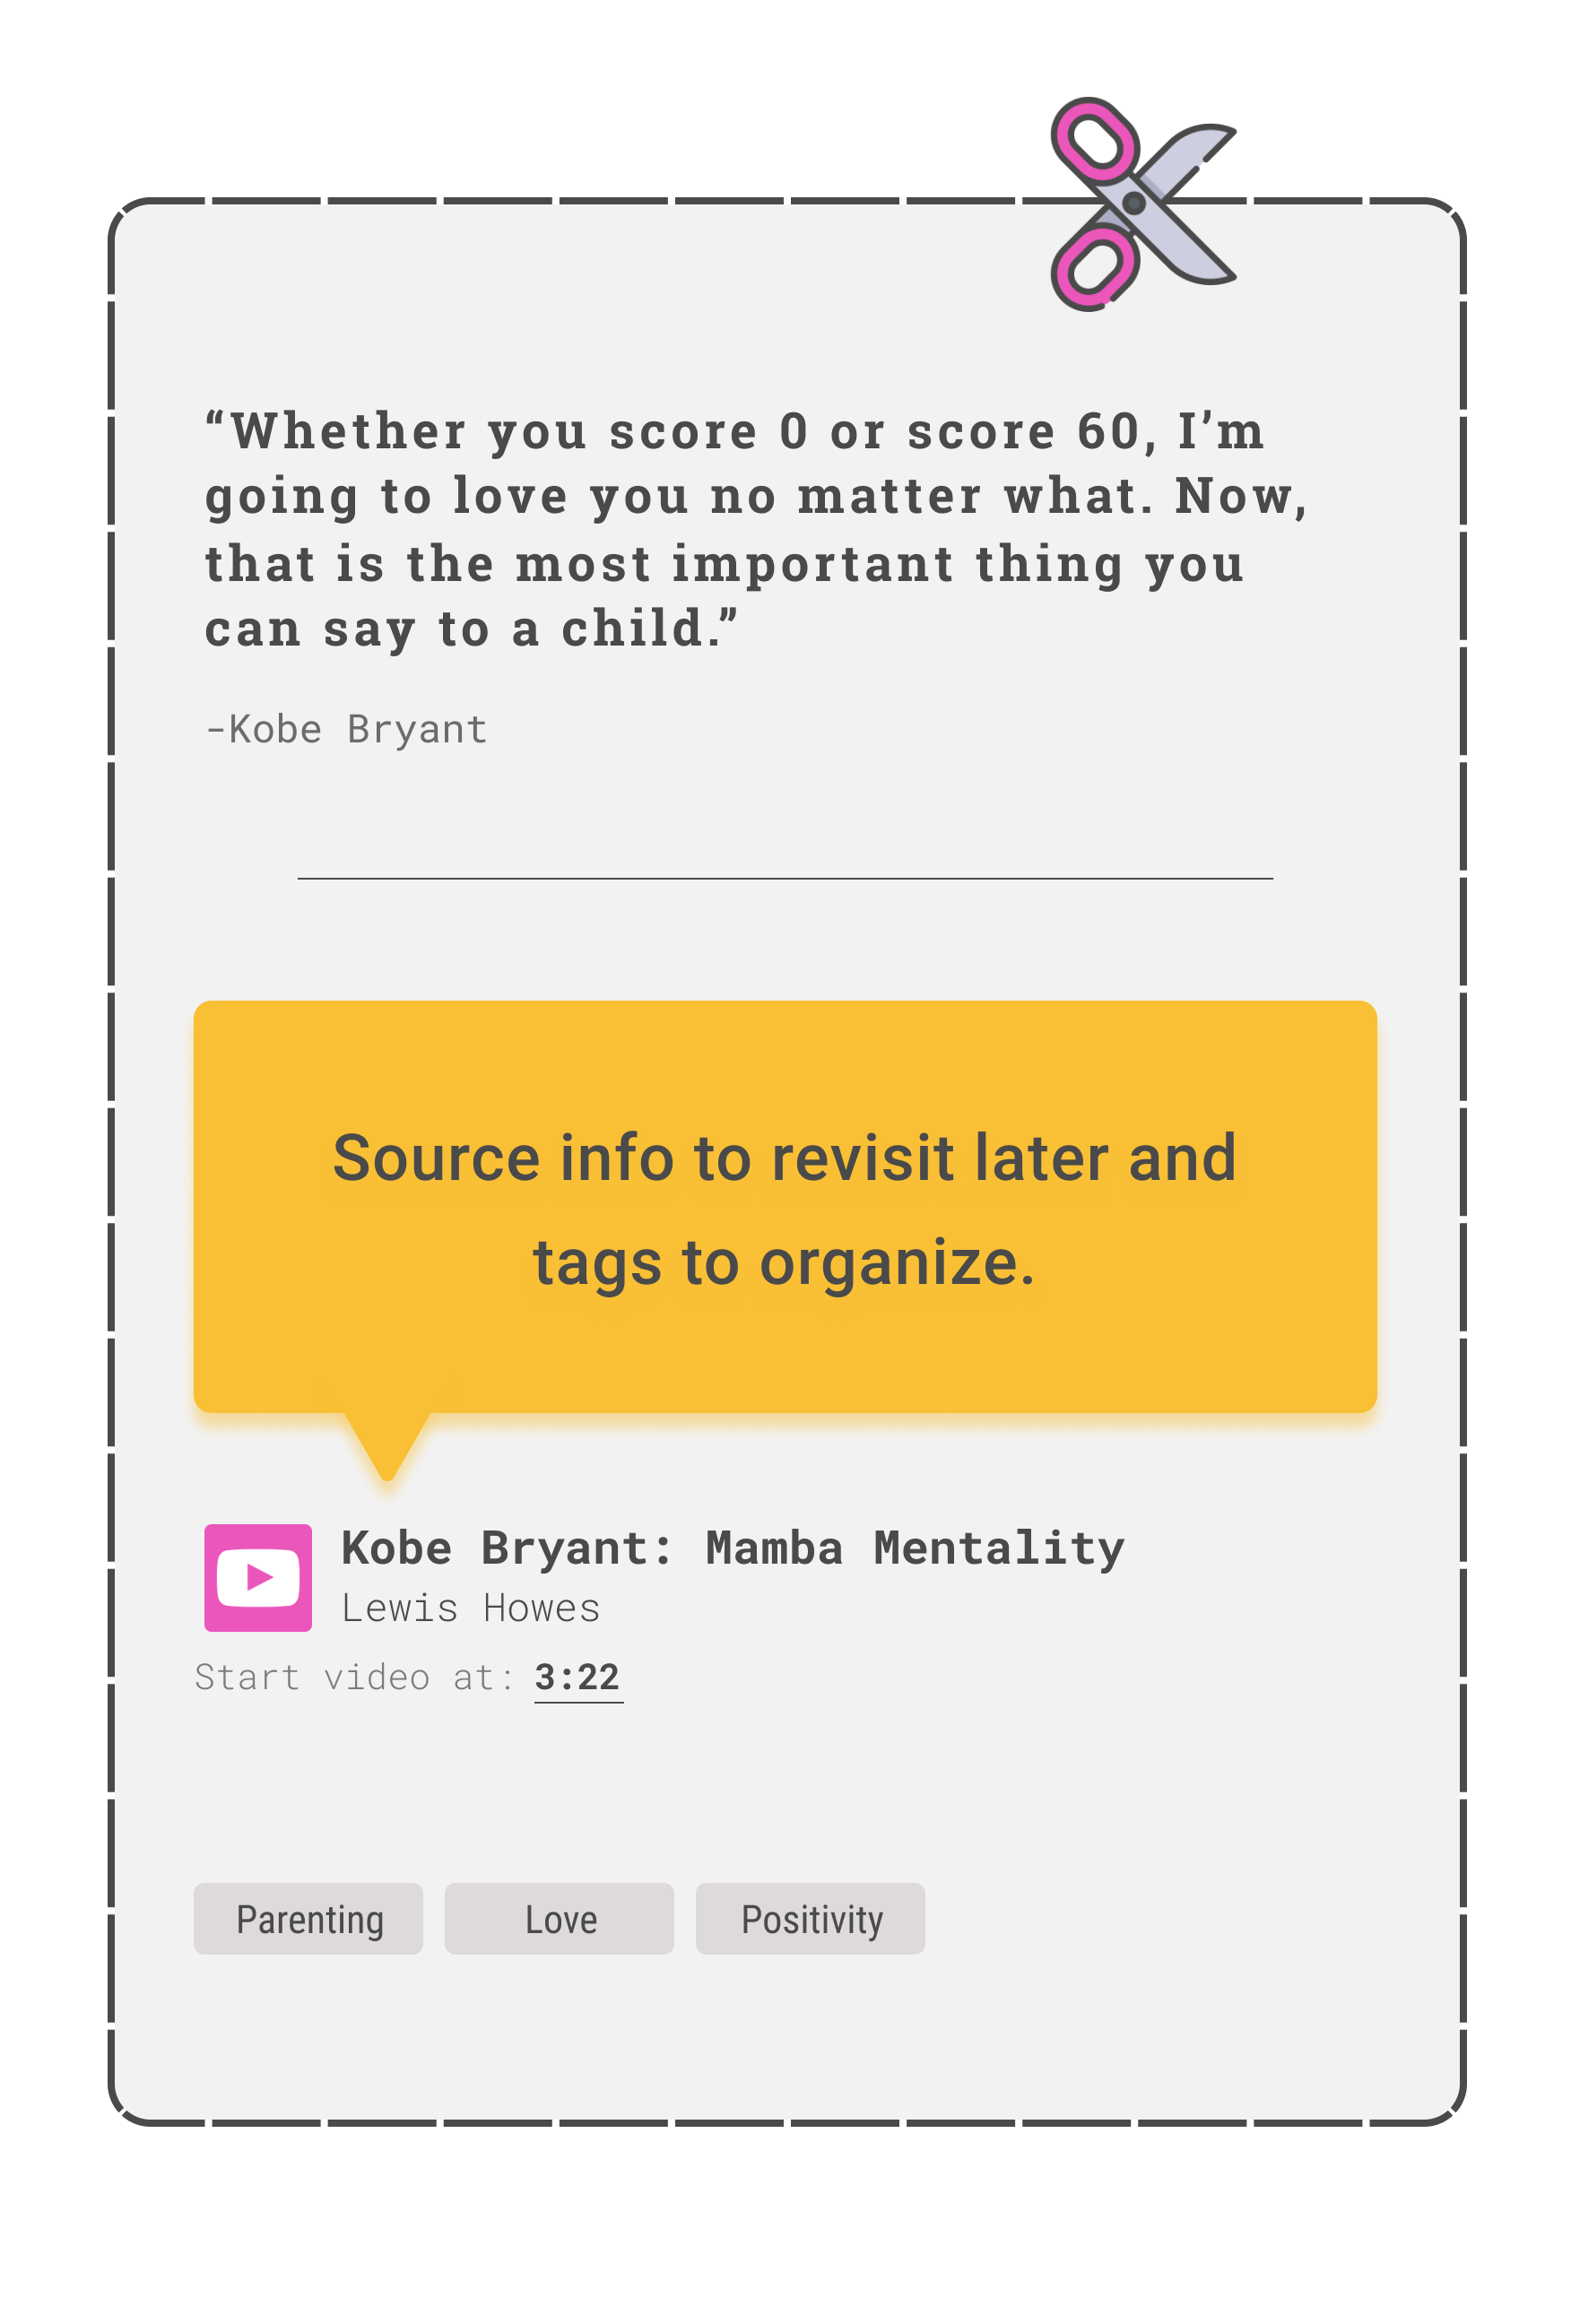 “Whether you score 0 or score 60, I’m
going to love you no matter what. Now,
that is the most important thing you
can say to a child.”
-Kobe Bryant
Source info to revisit later and
tags to organize.
Kobe Bryant: Mamba Mentality
Lewis Howes
Start video at: 3:22
Parenting
Love
Positivity